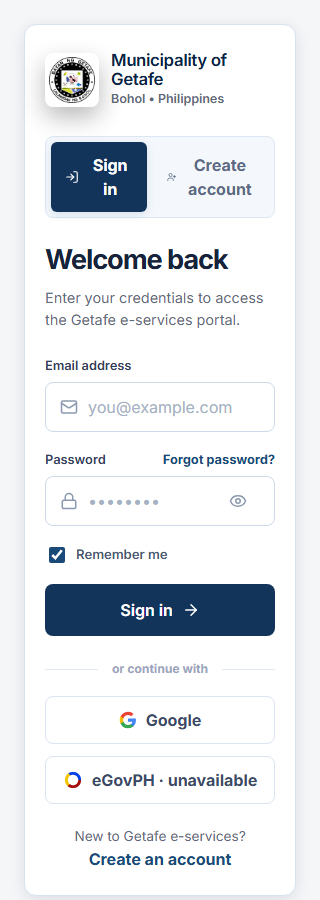 Municipality of
Getafe
Bohol • Philippines
Sign
in
Create
account
Welcome back
Enter your credentials to access
the Getafe e-services portal.
Email address
you@example.com
Password
Forgot password?
Remember me
Sign in
or continue with
Google
eGovPH · unavailable
New to Getafe e-services?
Create an account